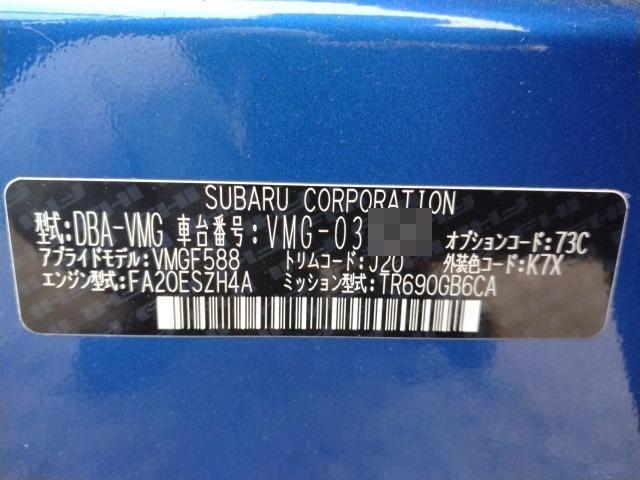 SUBARU CORPORATION
型式:DBA-VMG 車台番号:VMG-03 オプションコード:73C
アプライドモデル:VMGF588 トリムコード:J20 外装色コード:K7X
エンジン型式:FA20ESZH4A ミッション型式:TR690GB6CA